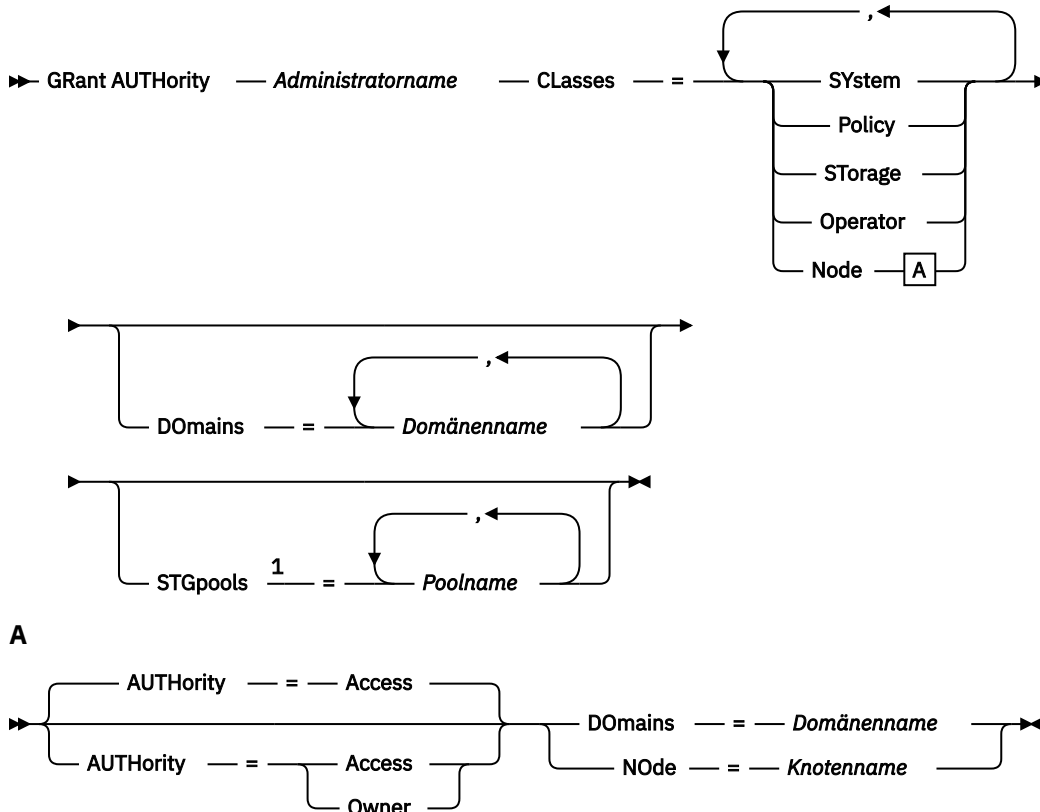 ,
GRant AUTHority Administratorname CLasses = SYstem
Policy
STorage
Operator
Node A
,
DOmains = Domänenname
,
STGpools 1 = Poolname
A
AUTHority = Access
DOmains = Domänenname
AUTHority = Access NOde = Knotenname
Owner